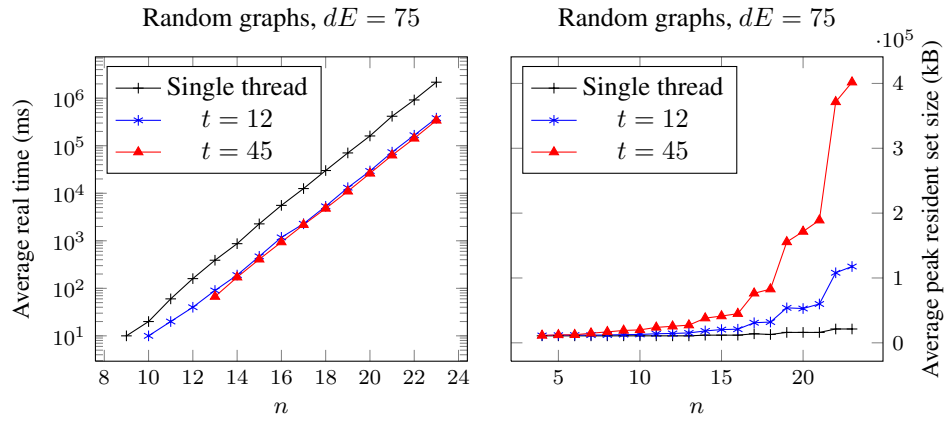 Random graphs, dE = 75
Average real time (ms)
10^6
10^5
10^4
10^3
10^2
10^1
Single thread
t = 12
t = 45
8 10 12 14 16 18 20 22 24
n
Random graphs, dE = 75
·10^5
Average peak resident set size (kB)
4
3
2
1
0
Single thread
t = 12
t = 45
5 10 15 20
n